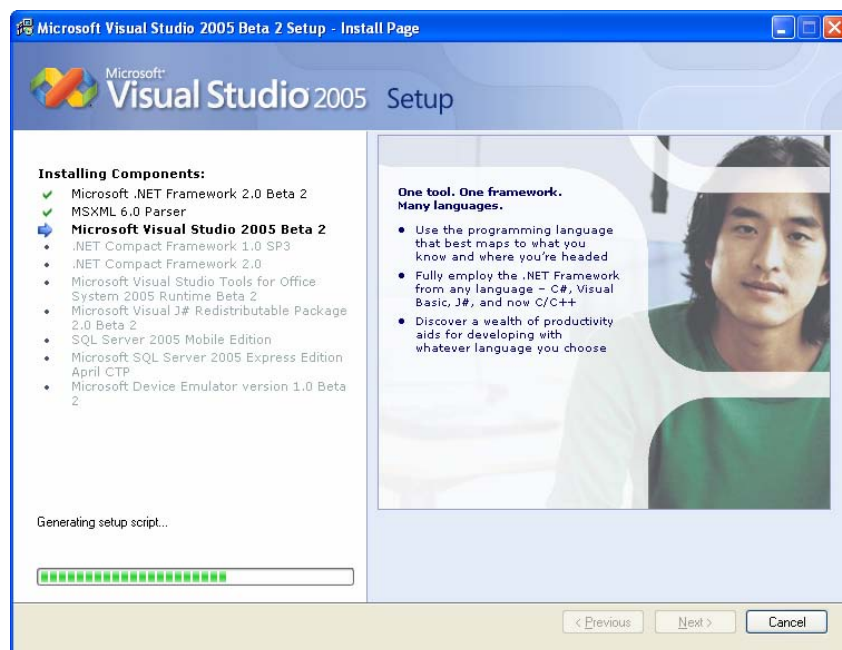 Microsoft Visual Studio 2005 Beta 2 Setup - Install Page
Microsoft
Visual Studio 2005 Setup
Installing Components:
Microsoft .NET Framework 2.0 Beta 2
MSXML 6.0 Parser
Microsoft Visual Studio 2005 Beta 2
.NET Compact Framework 1.0 SP3
.NET Compact Framework 2.0
Microsoft Visual Studio Tools for Office
System 2005 Runtime Beta 2
Microsoft Visual J# Redistributable Package
2.0 Beta 2
SQL Server 2005 Mobile Edition
Microsoft SQL Server 2005 Express Edition
April CTP
Microsoft Device Emulator version 1.0 Beta
2
Generating setup script...
One tool. One framework.
Many languages.
Use the programming language
that best maps to what you
know and where you're headed
Fully employ the .NET Framework
from any language – C#, Visual
Basic, J#, and now C/C++
Discover a wealth of productivity
aids for developing with
whatever language you choose
< Previous
Next >
Cancel